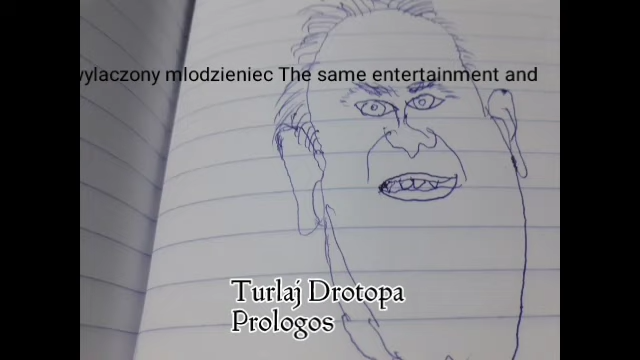 wylaczony mlodzieniec The same entertainment and
Turlaj Drotopa
Prologos